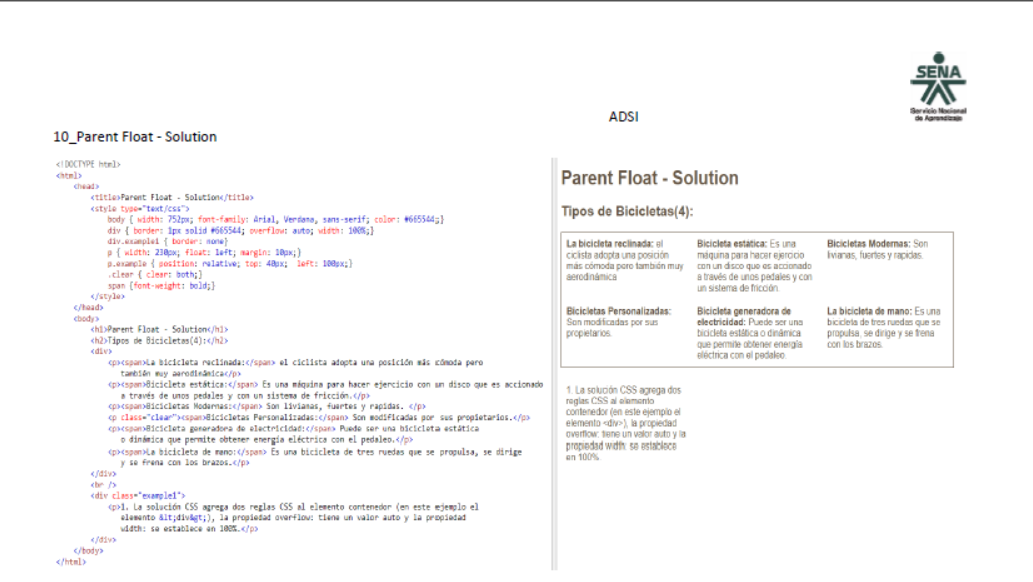 SENA
Servicio Nacional
de Aprendizaje
ADSI
10_Parent Float - Solution
<!DOCTYPE html>
<html>
<head>
<title>Parent Float - Solution</title>
<style type="text/css">
body { width: 752px; font-family: Arial, Verdana, sans-serif; color: #665544;}
div { border: 1px solid #665544; overflow: auto; width: 100%;}
div.example1 { border: none}
p { width: 230px; float: left; margin: 10px;}
p.example { position: relative; top: 40px; left: 100px;}
.clear { clear: both;}
span {font-weight: bold;}
</style>
</head>
<body>
<h1>Parent Float - Solution</h1>
<h2>Tipos de Bicicletas(4):</h2>
<div>
<p><span>La bicicleta reclinada:</span> el ciclista adopta una posición más cómoda pero
también muy aerodinámica</p>
<p><span>Bicicleta estática:</span> Es una máquina para hacer ejercicio con un disco que es accionado
a través de unos pedales y con un sistema de fricción.</p>
<p><span>Bicicletas Modernas:</span> Son livianas, fuertes y rapidas. </p>
<p class="clear"><span>Bicicletas Personalizadas:</span> Son modificadas por sus propietarios.</p>
<p><span>Bicicleta generadora de electricidad:</span> Puede ser una bicicleta estática
o dinámica que permite obtener energía eléctrica con el pedaleo.</p>
<p><span>La bicicleta de mano:</span> Es una bicicleta de tres ruedas que se propulsa, se dirige
y se frena con los brazos.</p>
</div>
<br />
<div class="example1">
<p>1. La solución CSS agrega dos reglas CSS al elemento contenedor (en este ejemplo el
elemento &lt;div&gt;), la propiedad overflow: tiene un valor auto y la propiedad
width: se establece en 100%.</p>
</div>
</body>
</html>
Parent Float - Solution
Tipos de Bicicletas(4):
La bicicleta reclinada: el
ciclista adopta una posición
más cómoda pero también muy
aerodinámica
Bicicleta estática: Es una
máquina para hacer ejercicio
con un disco que es accionado
a través de unos pedales y con
un sistema de fricción.
Bicicletas Modernas: Son
livianas, fuertes y rapidas.
Bicicletas Personalizadas:
Son modificadas por sus
propietarios.
Bicicleta generadora de
electricidad: Puede ser una
bicicleta estática o dinámica
que permite obtener energía
eléctrica con el pedaleo.
La bicicleta de mano: Es una
bicicleta de tres ruedas que se
propulsa, se dirige y se frena
con los brazos.
1. La solución CSS agrega dos
reglas CSS al elemento
contenedor (en este ejemplo el
elemento <div>), la propiedad
overflow: tiene un valor auto y la
propiedad width: se establece
en 100%.